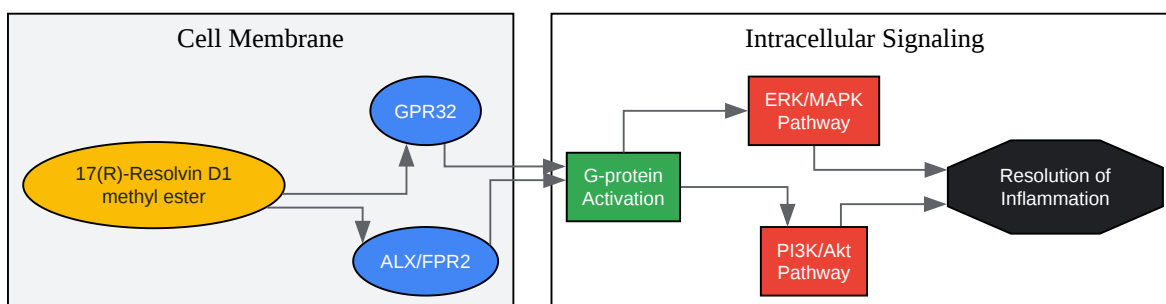 Cell Membrane
17(R)-Resolvin D1
methyl ester
GPR32
ALX/FPR2
Intracellular Signaling
G-protein
Activation
ERK/MAPK
Pathway
PI3K/Akt
Pathway
Resolution of
Inflammation